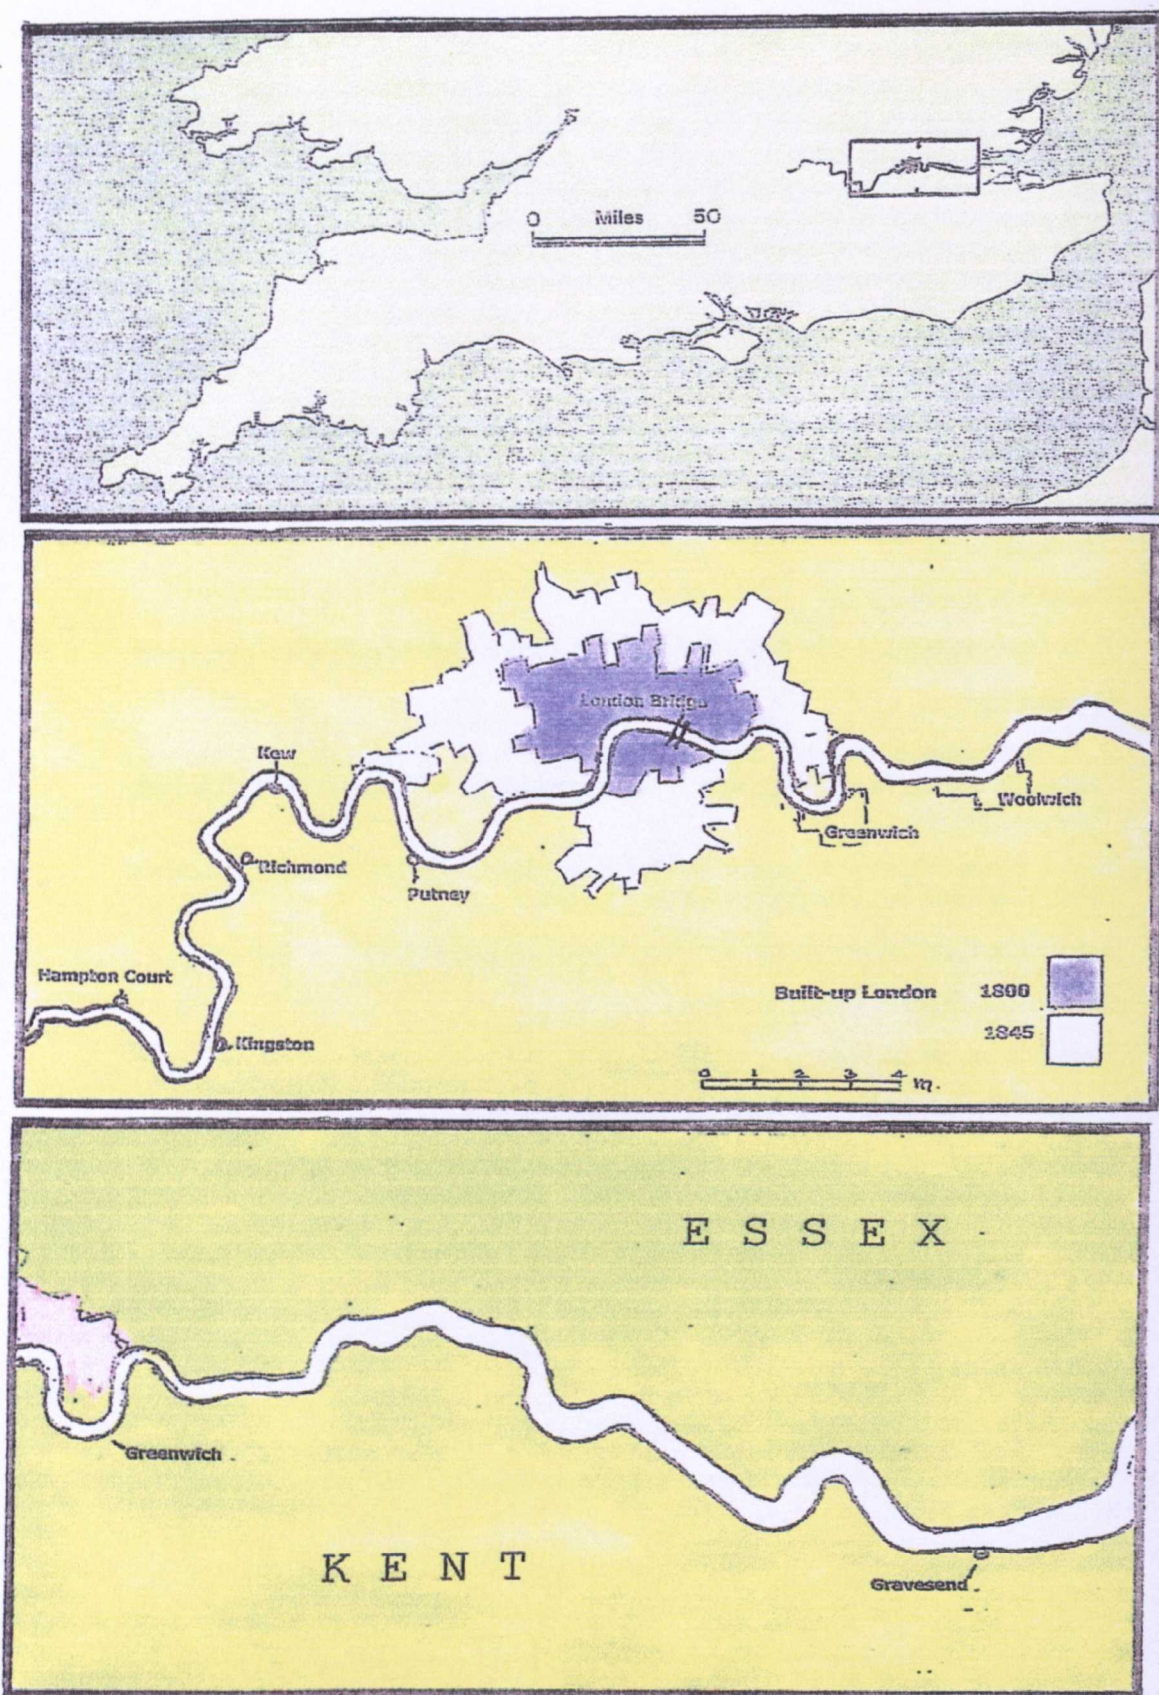 0 Miles 50
London Bridge
Kew
Woolwich
Greenwich
Richmond
Putney
Hampton Court
Built-up London 1800
1845
Kingston
0 1 2 3 4 m.
ESSEX
Greenwich
KENT
Gravesend